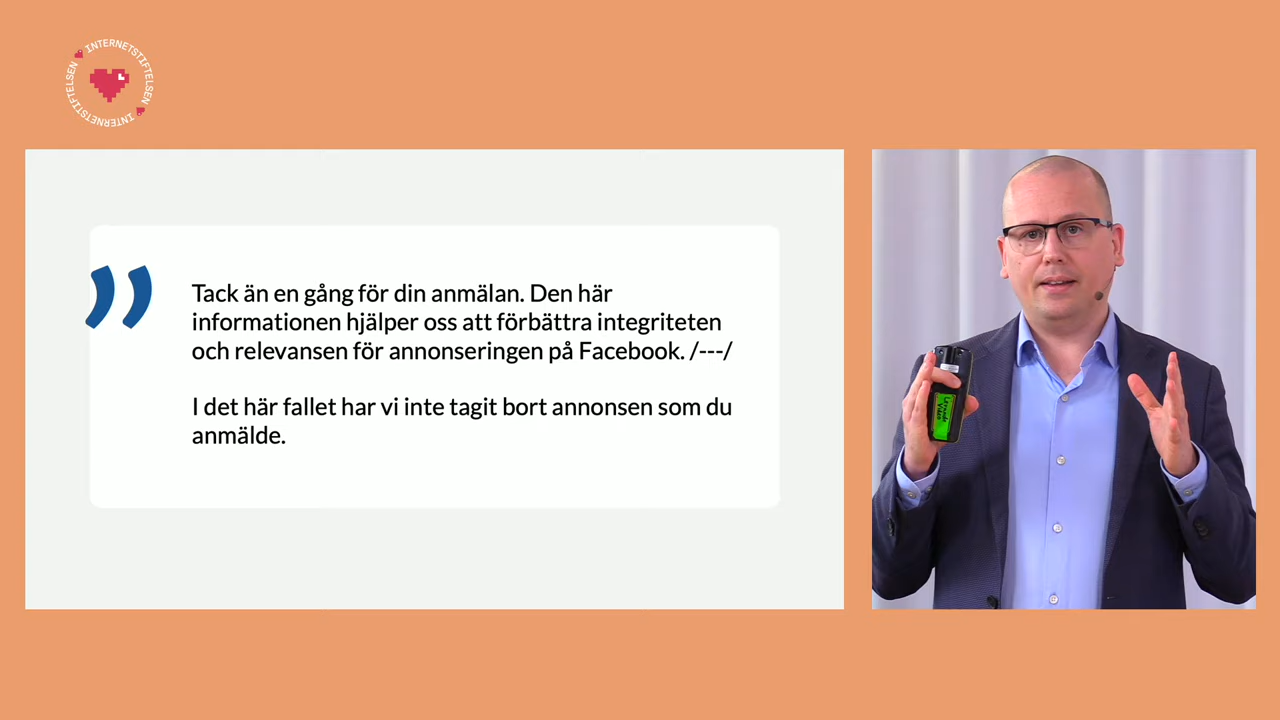 INTERNETSTIFTELSEN
INTERNETSTIFTELSEN
”
Tack än en gång för din anmälan. Den här
informationen hjälper oss att förbättra integriteten
och relevansen för annonseringen på Facebook. /---/
I det här fallet har vi inte tagit bort annonsen som du
anmälde.